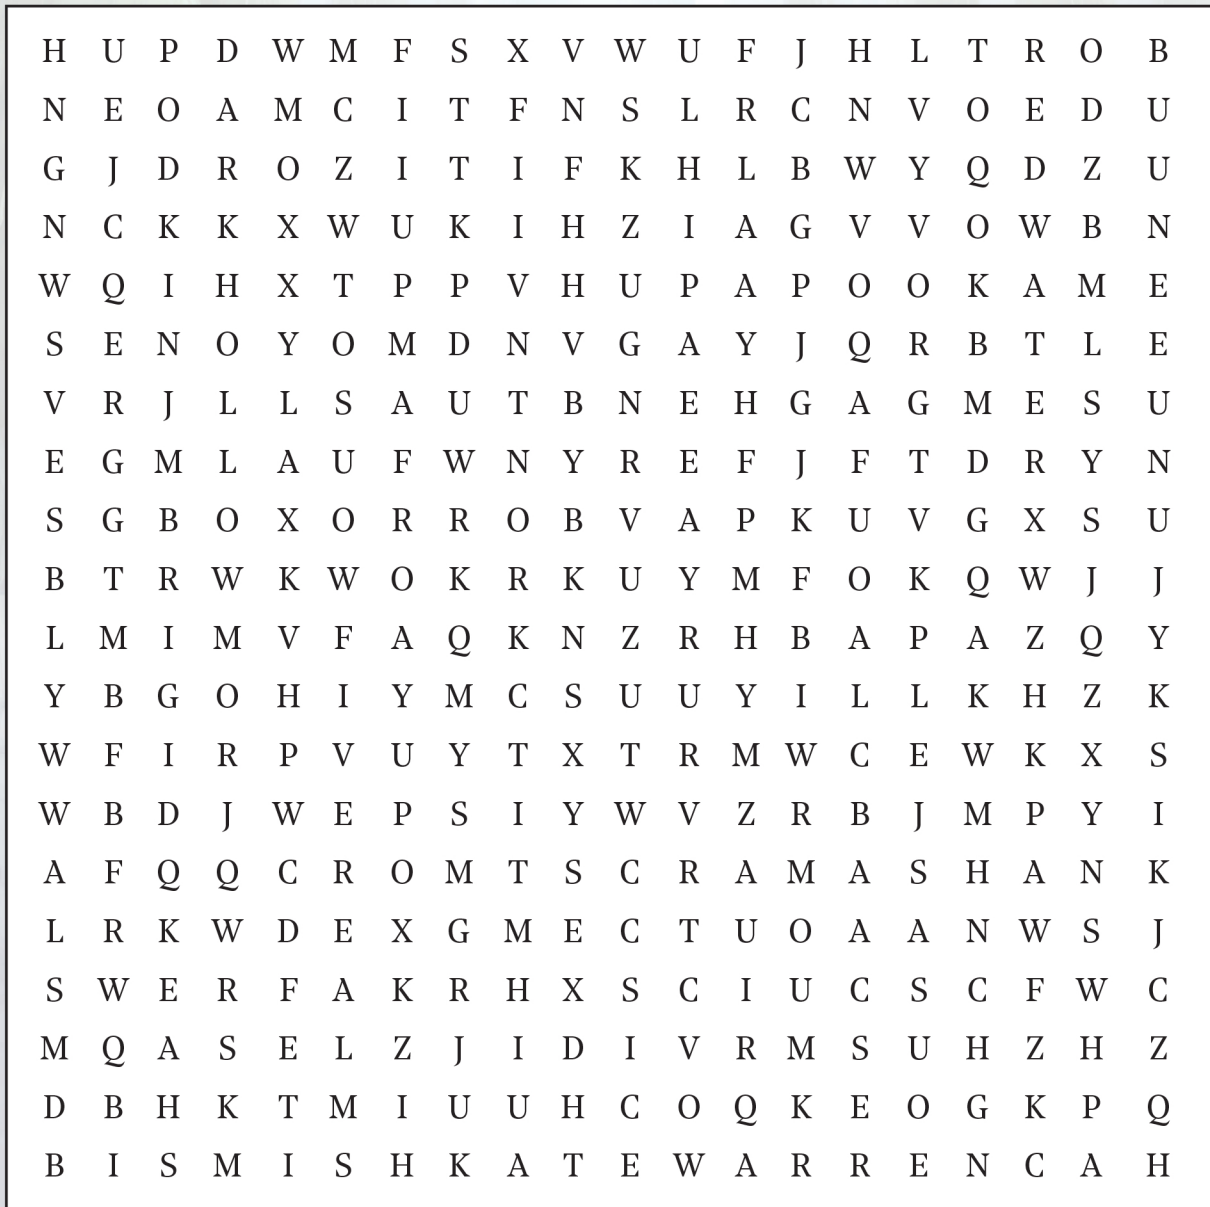 H U P D W M F S X V W U F J H L T R O B
N E O A M C I T F N S L R C N V O E D U
G J D R O Z I T I F K H L B W Y Q D Z U
N C K K X W U K I H Z I A G V V O W B N
W Q I H X T P P V H U P A P O O K A M E
S E N O Y O M D N V G A Y J Q R B T L E
V R J L L S A U T B N E H G A G M E S U
E G M L A U F W N Y R E F J F T D R Y N
S G B O X O R R O B V A P K U V G X S U
B T R W K W O K R K U Y M F O K Q W J J
L M I M V F A Q K N Z R H B A P A Z Q Y
Y B G O H I Y M C S U U Y I L L K H Z K
W F I R P V U Y T X T R M W C E W K X S
W B D J W E P S I Y W V Z R B J M P Y I
A F Q Q C R O M T S C R A M A S H A N K
L R K W D E X G M E C T U O A A N W S J
S W E R F A K R H X S C I U C S C F W C
M Q A S E L Z J I D I V R M S U H Z H Z
D B H K T M I U U H C O Q K E O G K P Q
B I S M I S H K A T E W A R R E N C A H